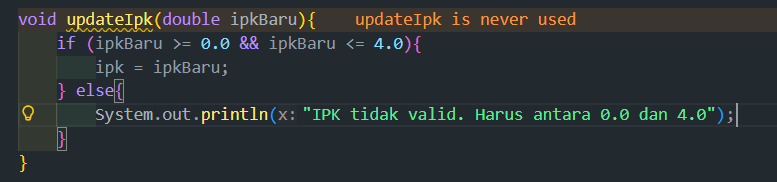 void updateIpk(double ipkBaru){    updateIpk is never used
    if (ipkBaru >= 0.0 && ipkBaru <= 4.0){
        ipk = ipkBaru;
    } else{
        System.out.println(x: "IPK tidak valid. Harus antara 0.0 dan 4.0");
    }
}